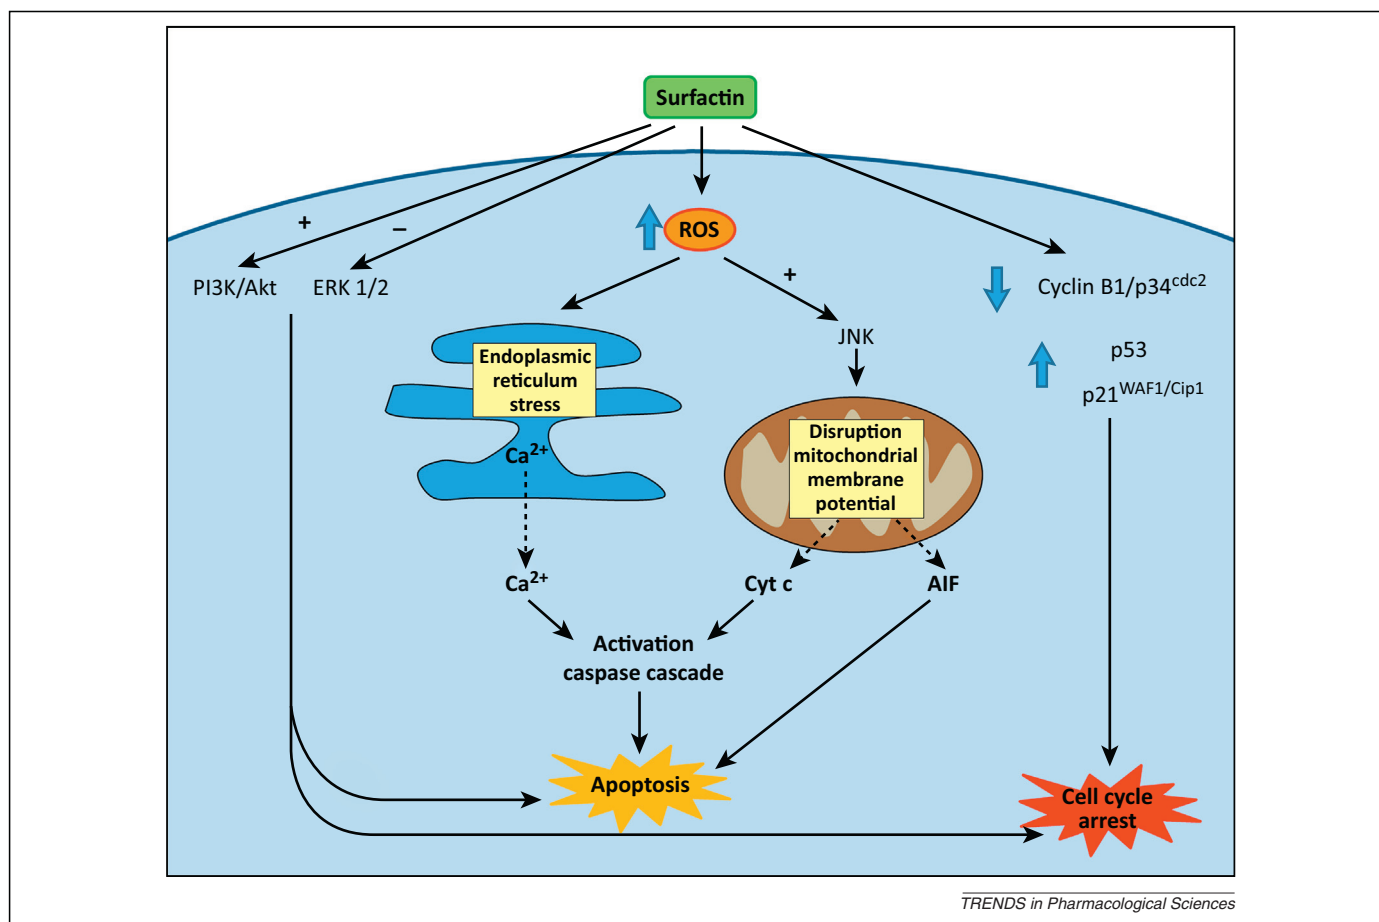 Surfactin
+
–
ROS
+
PI3K/Akt
ERK 1/2
Cyclin B1/p34cdc2
JNK
p53
p21WAF1/Cip1
Endoplasmic
reticulum
stress
Ca2+
Disruption
mitochondrial
membrane
potential
Ca2+
Cyt c
AIF
Activation
caspase cascade
Apoptosis
Cell cycle
arrest
TRENDS in Pharmacological Sciences